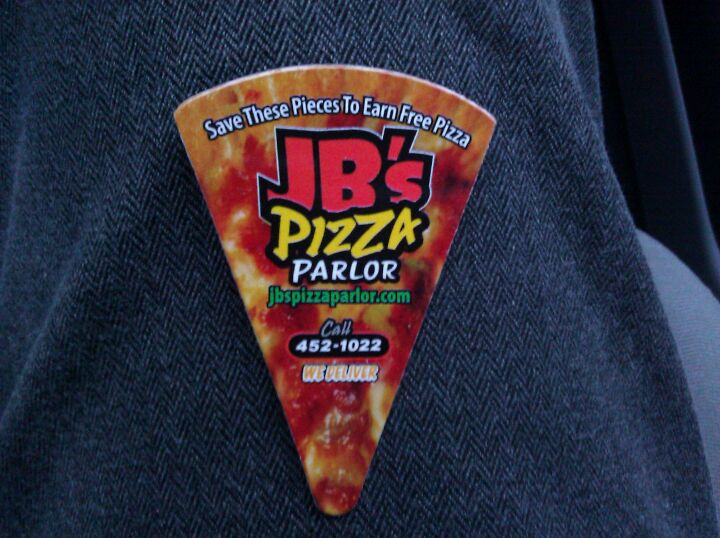 Save These Pieces To Earn Free Pizza
JB's
PIZZA
PARLOR
jbspizzaparlor.com
Call
452-1022
WE DELIVER